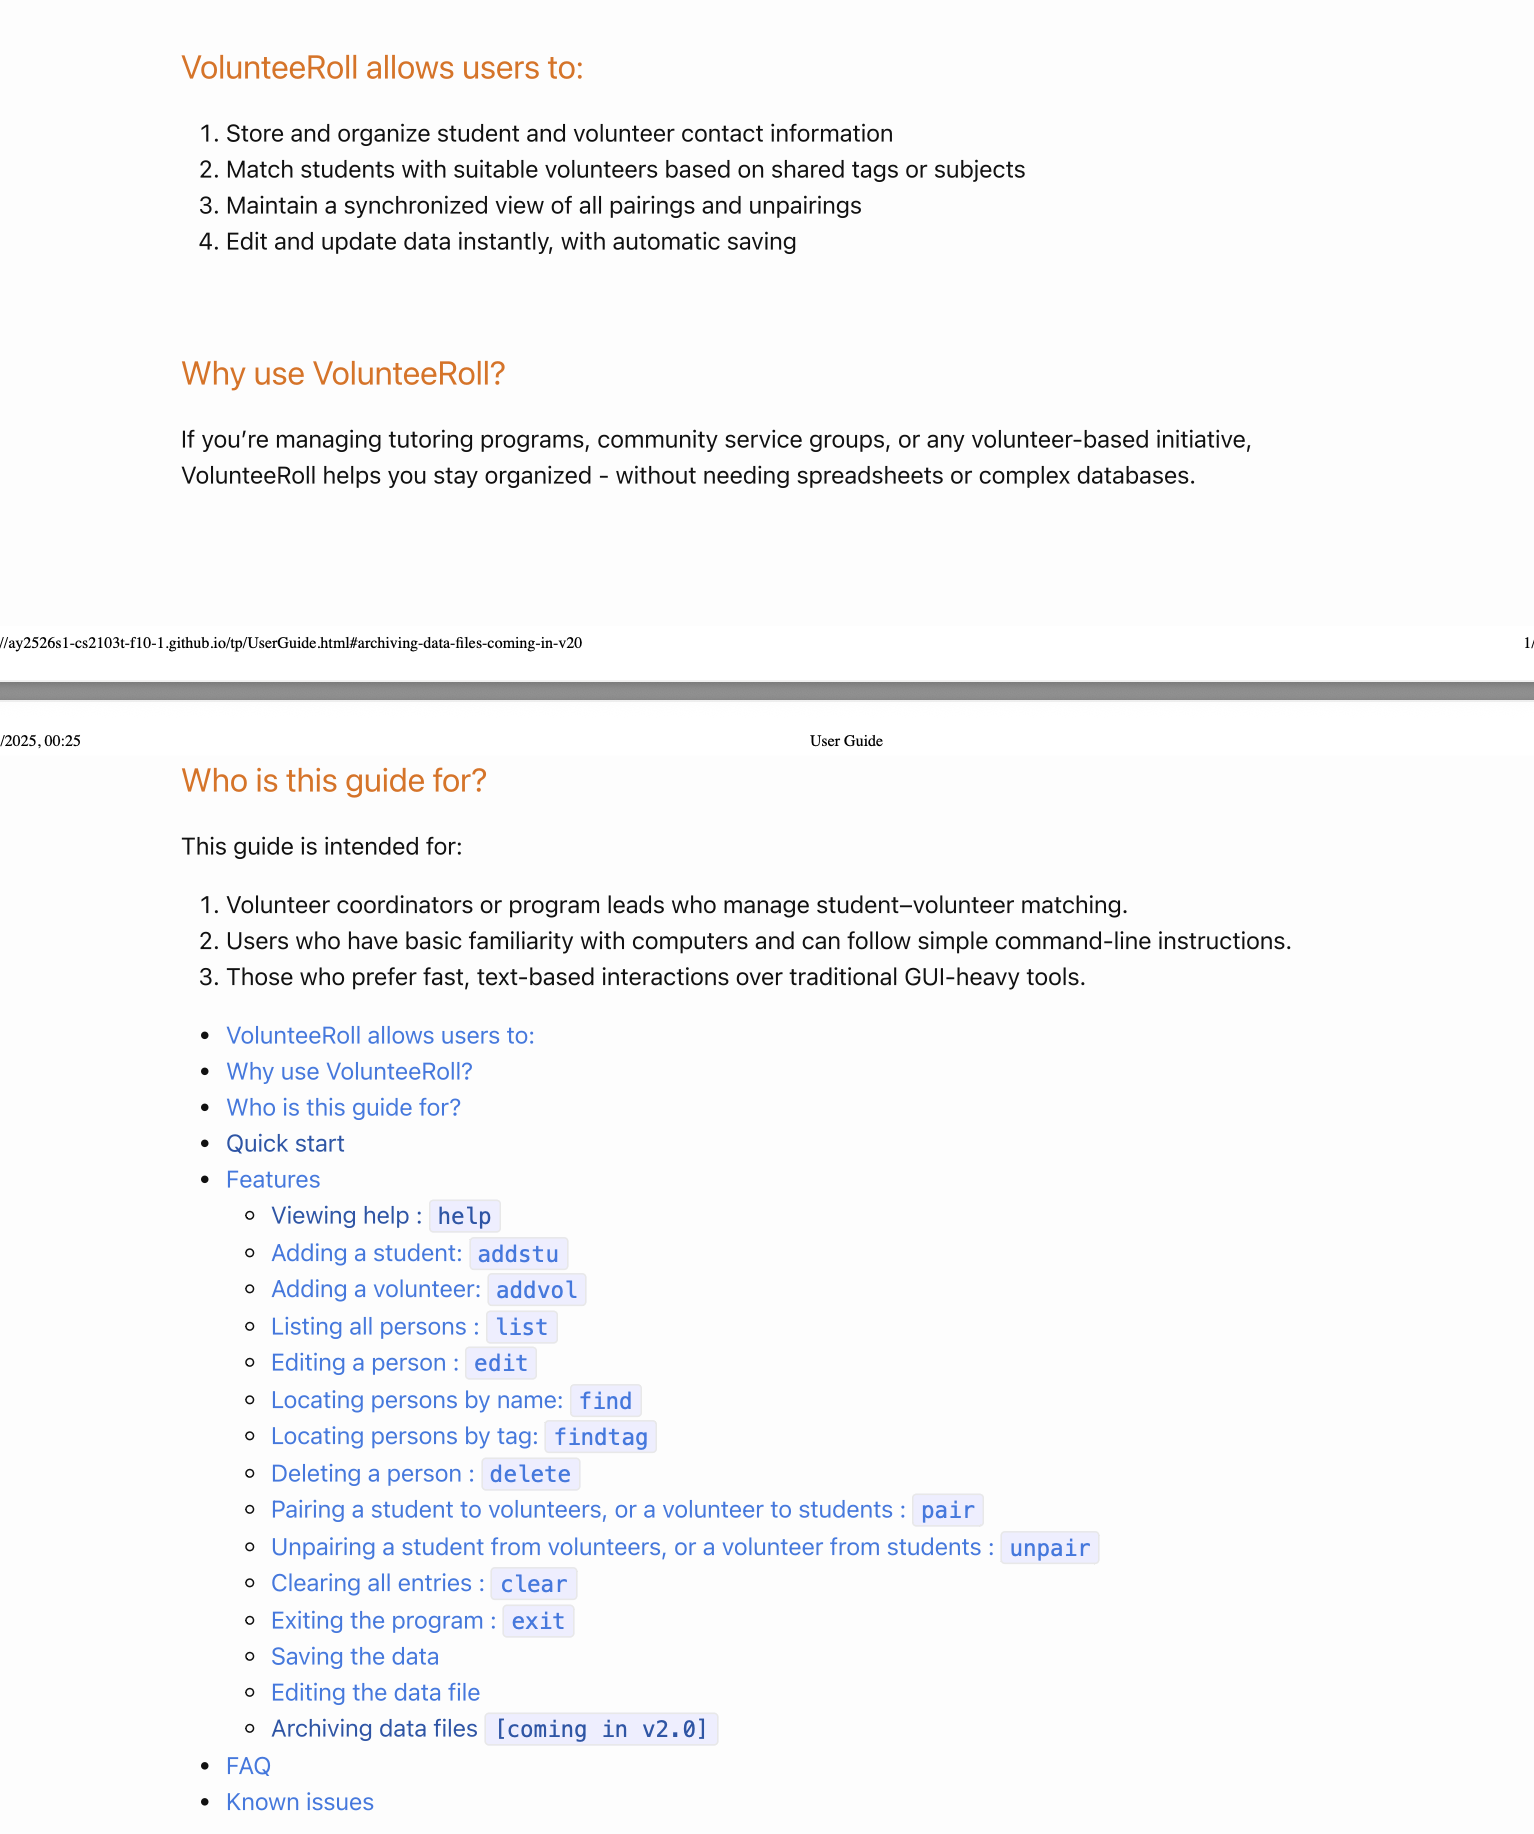 VolunteeRoll allows users to:
1. Store and organize student and volunteer contact information
2. Match students with suitable volunteers based on shared tags or subjects
3. Maintain a synchronized view of all pairings and unpairings
4. Edit and update data instantly, with automatic saving
Why use VolunteeRoll?
If you’re managing tutoring programs, community service groups, or any volunteer-based initiative,
VolunteeRoll helps you stay organized - without needing spreadsheets or complex databases.
//ay2526s1-cs2103t-f10-1.github.io/tp/UserGuide.html#archiving-data-files-coming-in-v20 1/
/2025, 00:25 User Guide
Who is this guide for?
This guide is intended for:
1. Volunteer coordinators or program leads who manage student–volunteer matching.
2. Users who have basic familiarity with computers and can follow simple command-line instructions.
3. Those who prefer fast, text-based interactions over traditional GUI-heavy tools.
• VolunteeRoll allows users to:
• Why use VolunteeRoll?
• Who is this guide for?
• Quick start
• Features
◦ Viewing help : help
◦ Adding a student: addstu
◦ Adding a volunteer: addvol
◦ Listing all persons : list
◦ Editing a person : edit
◦ Locating persons by name: find
◦ Locating persons by tag: findtag
◦ Deleting a person : delete
◦ Pairing a student to volunteers, or a volunteer to students : pair
◦ Unpairing a student from volunteers, or a volunteer from students : unpair
◦ Clearing all entries : clear
◦ Exiting the program : exit
◦ Saving the data
◦ Editing the data file
◦ Archiving data files [coming in v2.0]
• FAQ
• Known issues